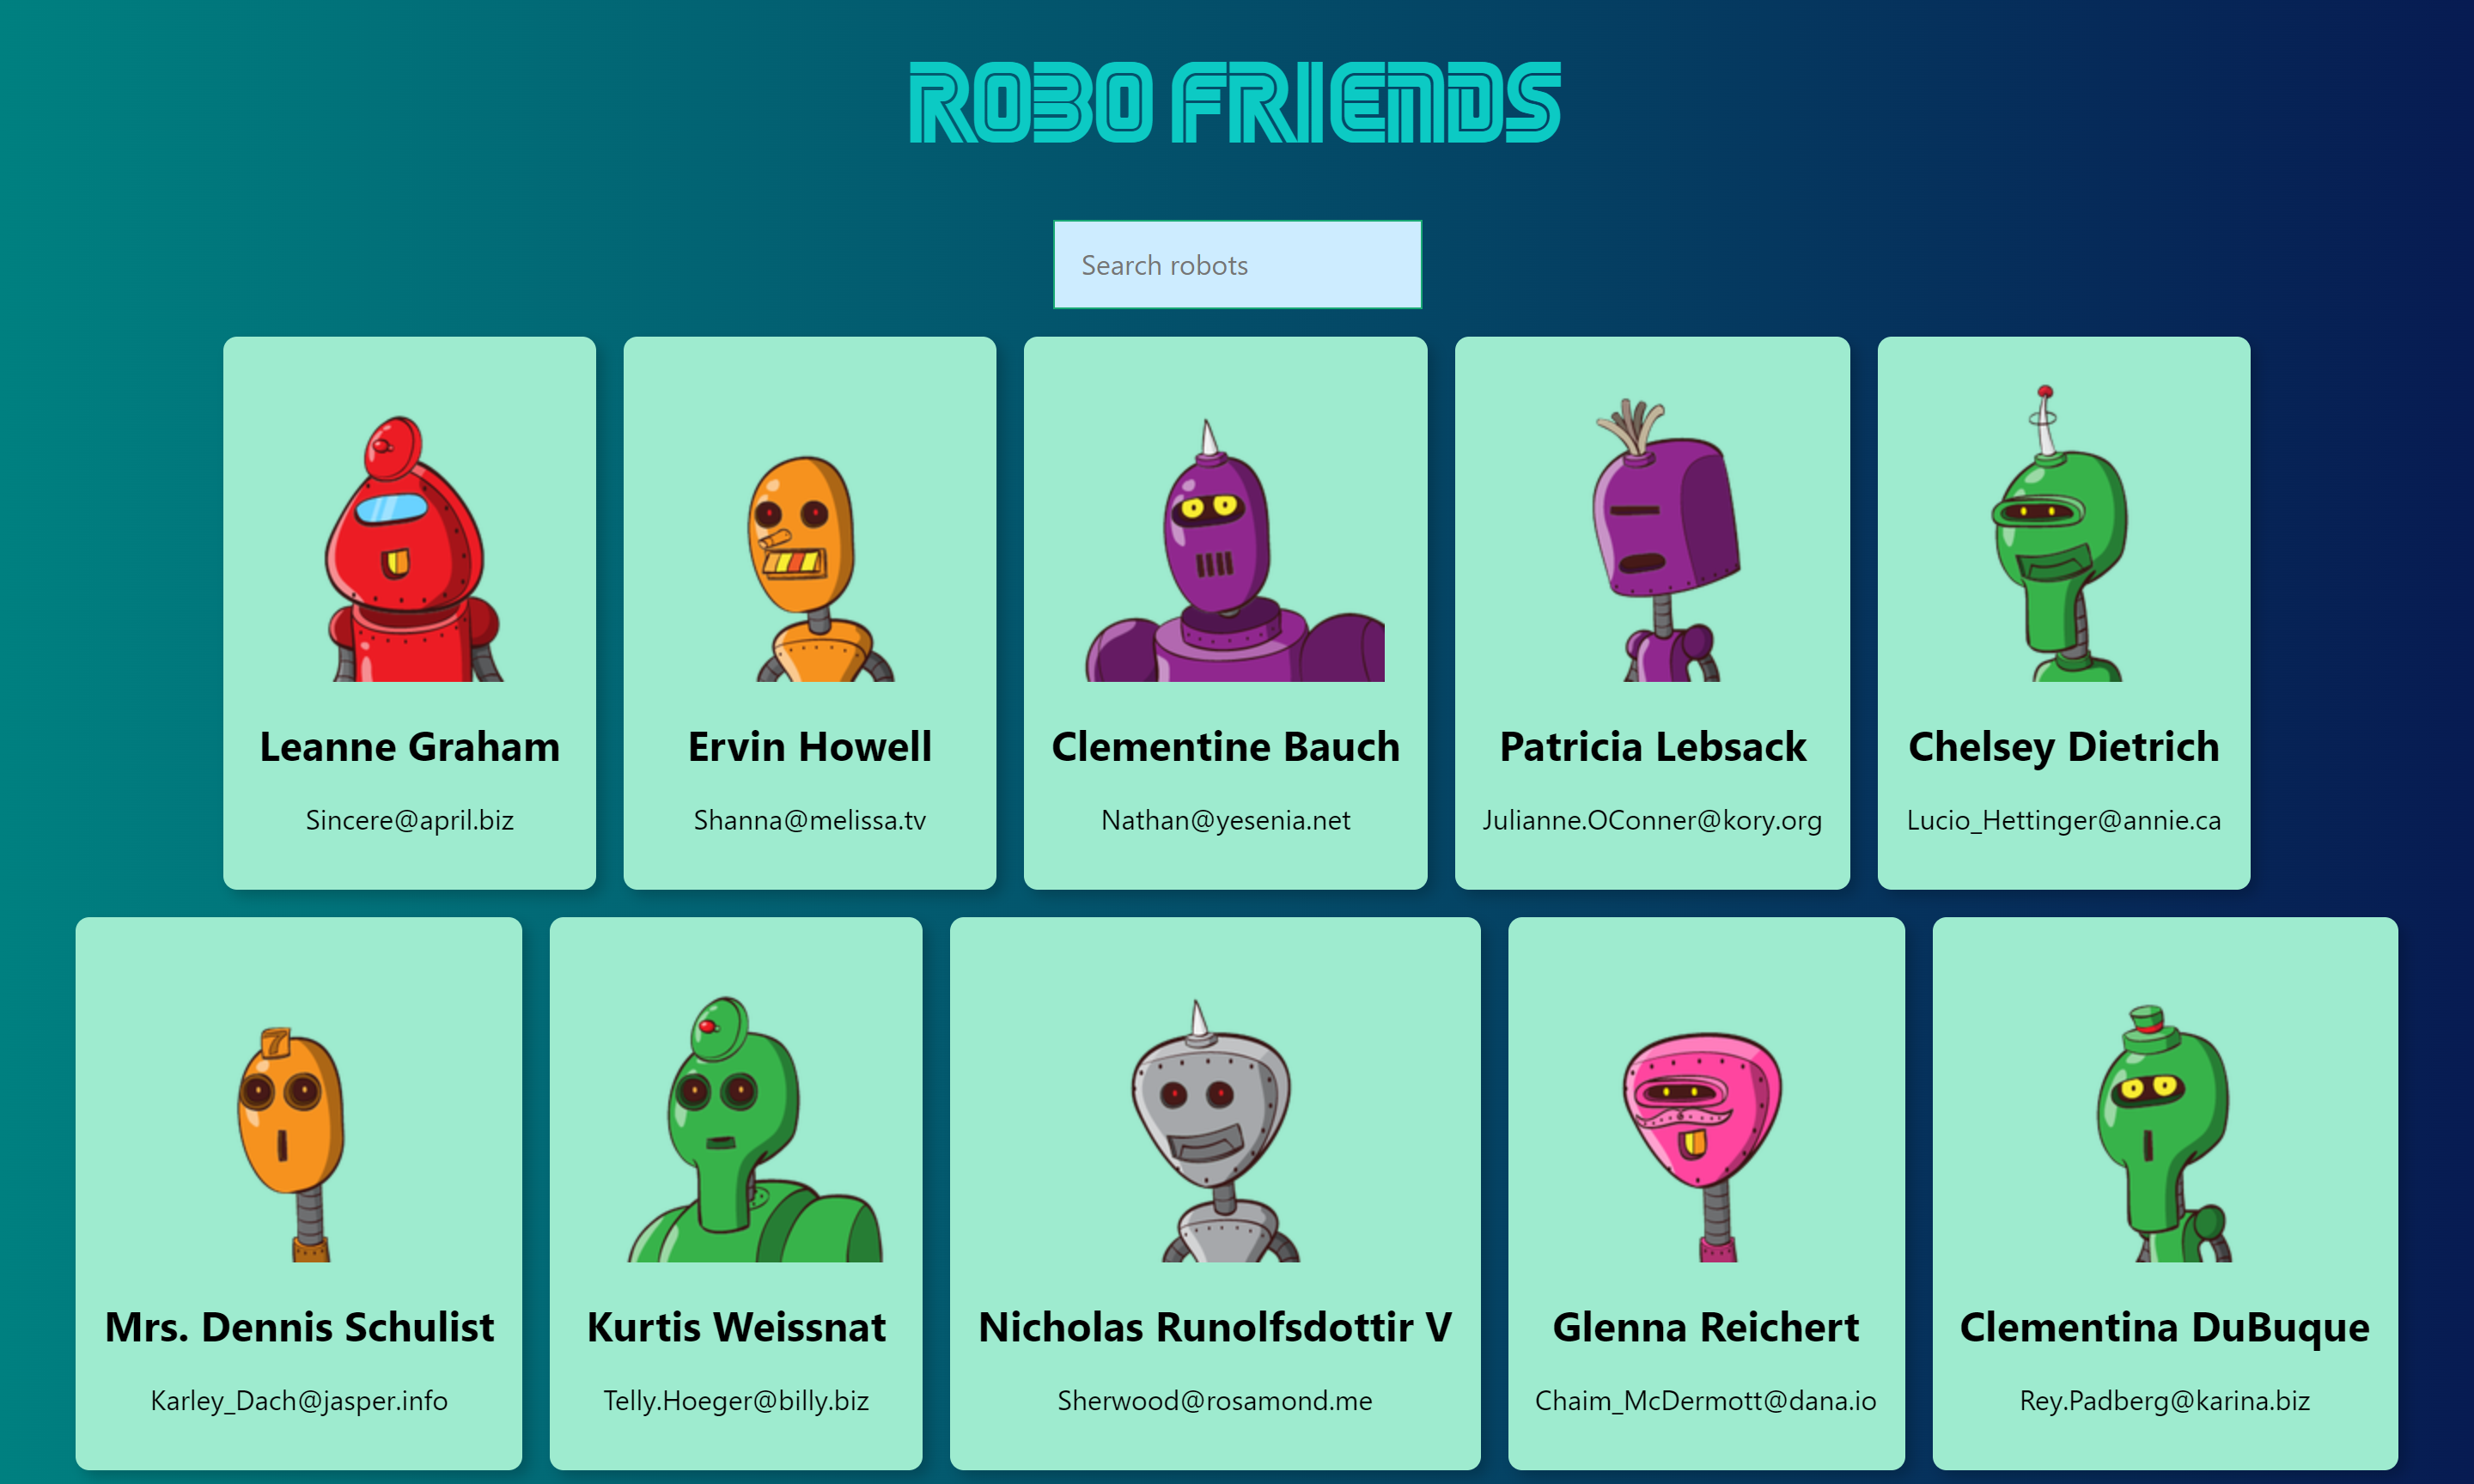 ROBO FRIENDS
Search robots
Leanne Graham
Sincere@april.biz
Ervin Howell
Shanna@melissa.tv
Clementine Bauch
Nathan@yesenia.net
Patricia Lebsack
Julianne.OConner@kory.org
Chelsey Dietrich
Lucio_Hettinger@annie.ca
7
Mrs. Dennis Schulist
Karley_Dach@jasper.info
Kurtis Weissnat
Telly.Hoeger@billy.biz
Nicholas Runolfsdottir V
Sherwood@rosamond.me
Glenna Reichert
Chaim_McDermott@dana.io
Clementina DuBuque
Rey.Padberg@karina.biz